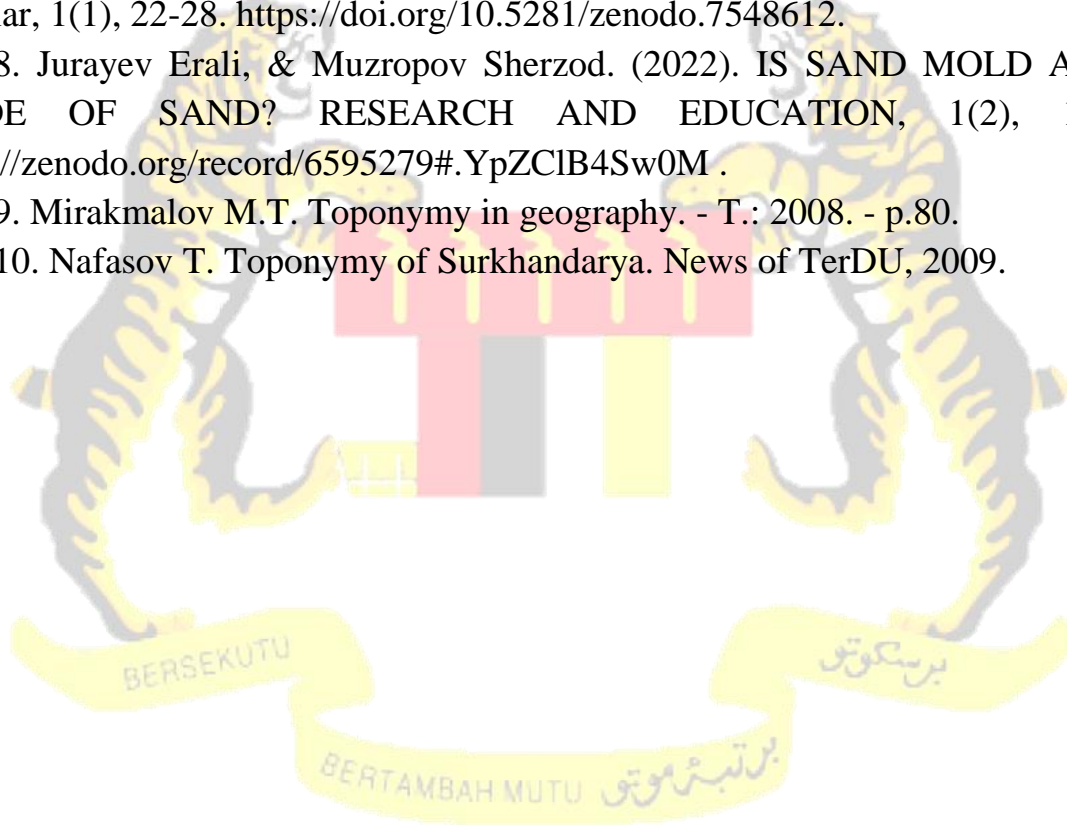 ar, 1(1), 22-28. https://doi.org/10.5281/zenodo.7548612.
8. Jurayev Erali, & Muzropov Sherzod. (2022). IS SAND MOLD A
DE OF SAND? RESEARCH AND EDUCATION, 1(2),
//zenodo.org/record/6595279#.YpZClB4Sw0M .
9. Mirakmalov M.T. Toponymy in geography. - T.: 2008. - p.80.
10. Nafasov T. Toponymy of Surkhandarya. News of TerDU, 2009.
BERSEKUTU برسكوتو
BERTAMBAH MUTU برتمبه موتو